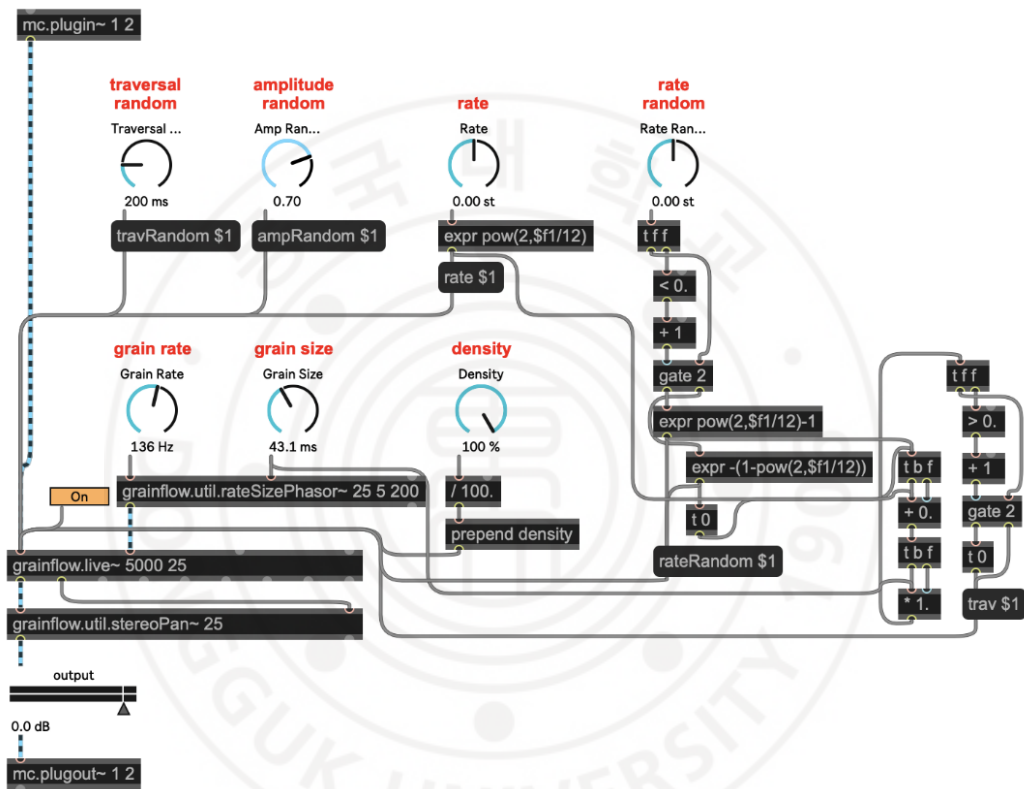 mc.plugin~ 1 2
traversal
random
amplitude
random
rate
rate
random
Traversal ...
Amp Ran...
Rate
Rate Ran...
200 ms
0.70
0.00 st
0.00 st
travRandom $1
ampRandom $1
expr pow(2,$f1/12)
t f f
rate $1
< 0.
+ 1
grain rate
grain size
density
Grain Rate
Grain Size
Density
gate 2
t f f
136 Hz
43.1 ms
100 %
expr pow(2,$f1/12)-1
> 0.
expr -(1-pow(2,$f1/12))
t b f
+ 1
On
grainflow.util.rateSizePhasor~ 25 5 200
/ 100.
t 0
+ 0.
gate 2
prepend density
t b f
t 0
grainflow.live~ 5000 25
rateRandom $1
* 1.
trav $1
grainflow.util.stereoPan~ 25
output
0.0 dB
mc.plugout~ 1 2
DONGGUK UNIVERSITY 1906